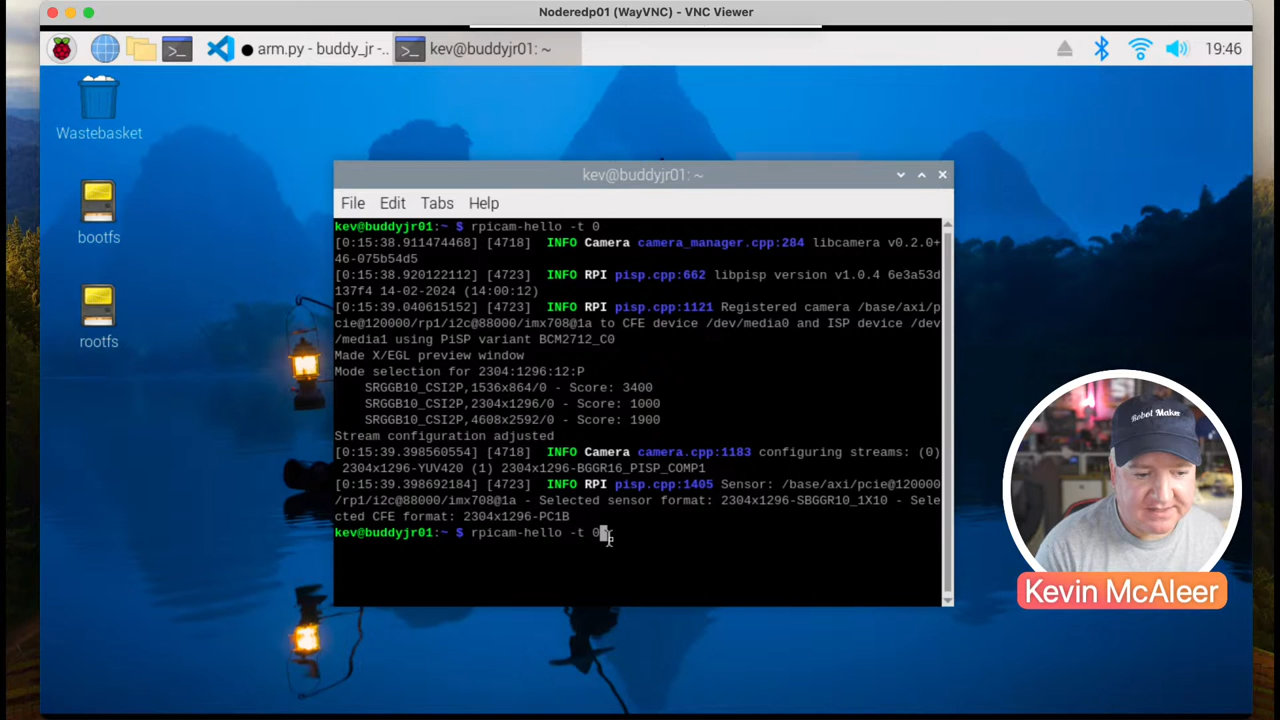 Noderedp01 (WayVNC) - VNC Viewer
arm.py - buddy_jr -...
kev@buddyjr01: ~
19:46
Wastebasket
bootfs
rootfs
kev@buddyjr01: ~
File Edit Tabs Help
kev@buddyjr01:~ $ rpicam-hello -t 0
[0:15:38.911474468] [4718]  INFO Camera camera_manager.cpp:284 libcamera v0.2.0+
46-075b54d5
[0:15:38.920122112] [4723]  INFO RPI pisp.cpp:662 libpisp version v1.0.4 6e3a53d
137f4 14-02-2024 (14:00:12)
[0:15:39.040615152] [4723]  INFO RPI pisp.cpp:1121 Registered camera /base/axi/p
cie@120000/rp1/i2c@88000/imx708@1a to CFE device /dev/media0 and ISP device /dev
/media1 using PiSP variant BCM2712_C0
Made X/EGL preview window
Mode selection for 2304:1296:12:P
SRGGB10_CSI2P,1536x864/0 - Score: 3400
SRGGB10_CSI2P,2304x1296/0 - Score: 1000
SRGGB10_CSI2P,4608x2592/0 - Score: 1900
Stream configuration adjusted
[0:15:39.398560554] [4718]  INFO Camera camera.cpp:1183 configuring streams: (0)
2304x1296-YUV420 (1) 2304x1296-BGGR16_PISP_COMP1
[0:15:39.398692184] [4723]  INFO RPI pisp.cpp:1405 Sensor: /base/axi/pcie@120000
/rp1/i2c@88000/imx708@1a - Selected sensor format: 2304x1296-SBGGR10_1X10 - Sele
cted CFE format: 2304x1296-PC1B
kev@buddyjr01:~ $ rpicam-hello -t 0
Robot Maker
Kevin McAleer